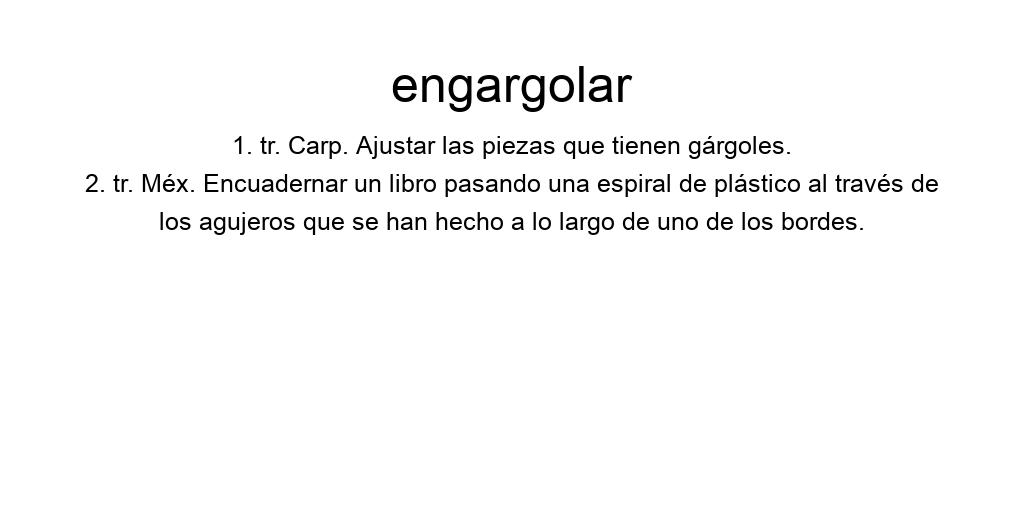 engargolar
1. tr. Carp. Ajustar las piezas que tienen gárgoles.
2. tr. Méx. Encuadernar un libro pasando una espiral de plástico al través de
los agujeros que se han hecho a lo largo de uno de los bordes.